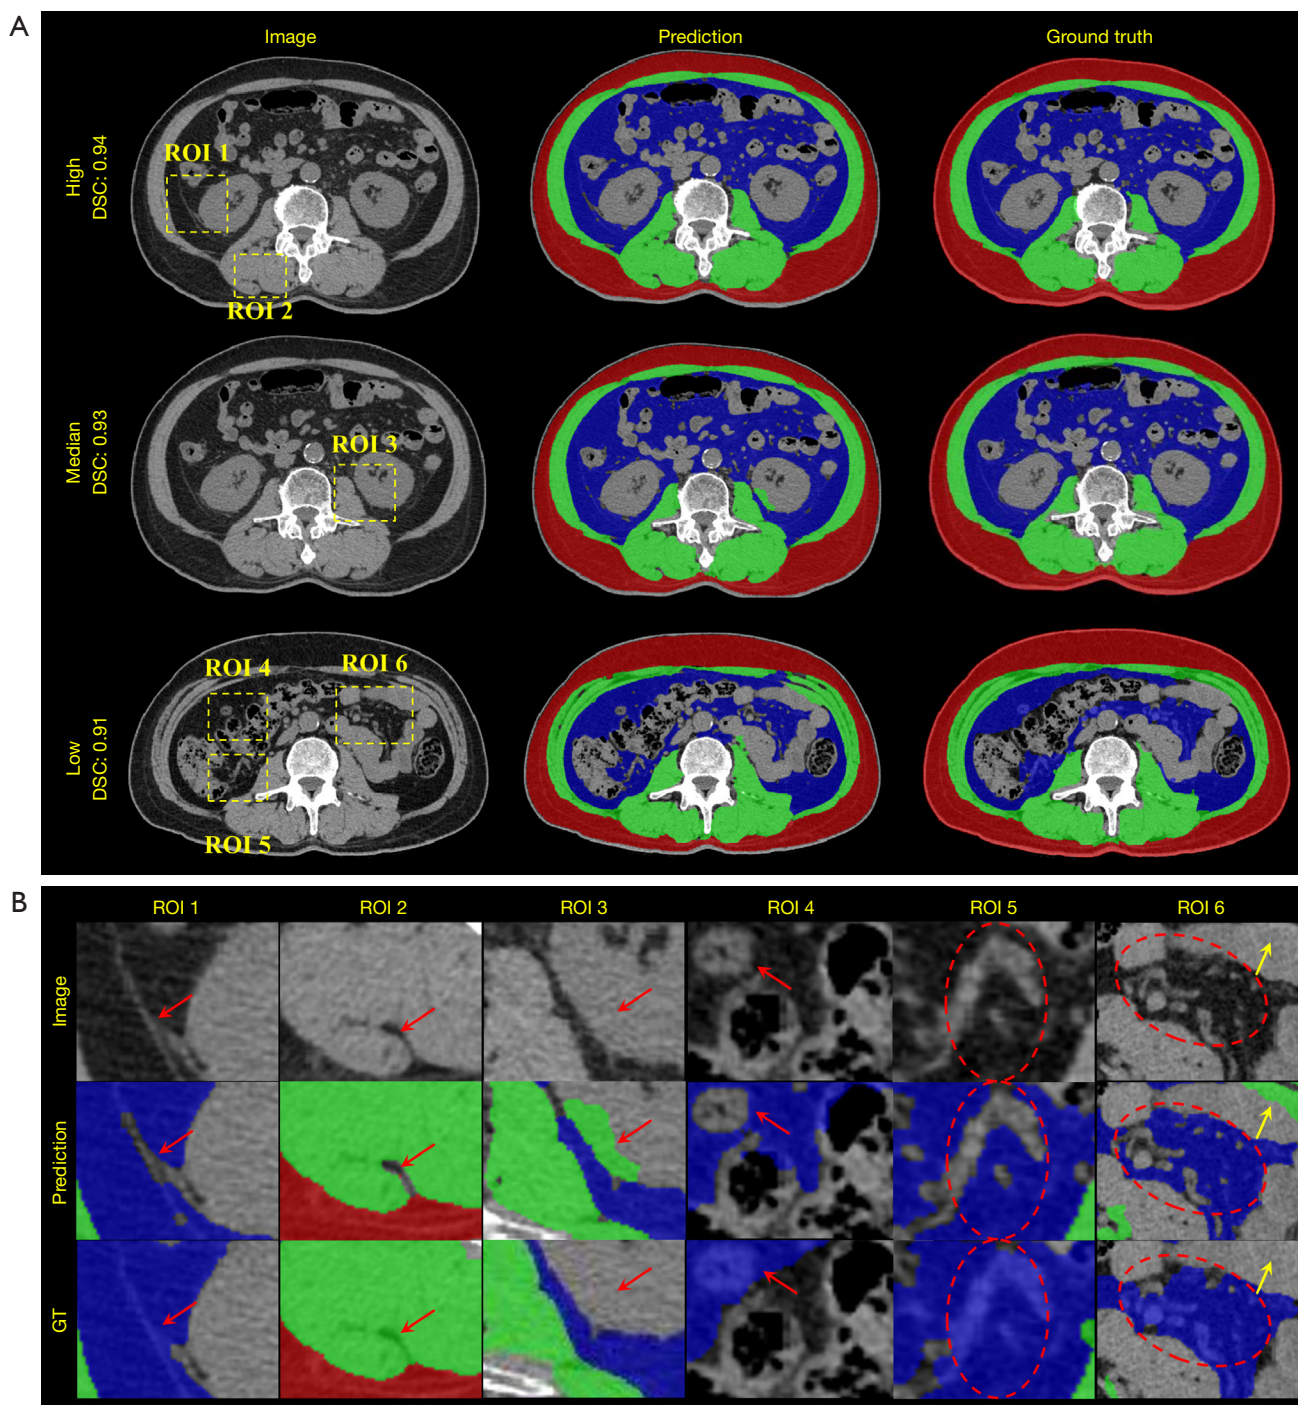 A
Image
Prediction
Ground truth
High
DSC: 0.94
ROI 1
ROI 2
Median
DSC: 0.93
ROI 3
Low
DSC: 0.91
ROI 4
ROI 6
ROI 5
B
ROI 1
ROI 2
ROI 3
ROI 4
ROI 5
ROI 6
Image
Prediction
GT